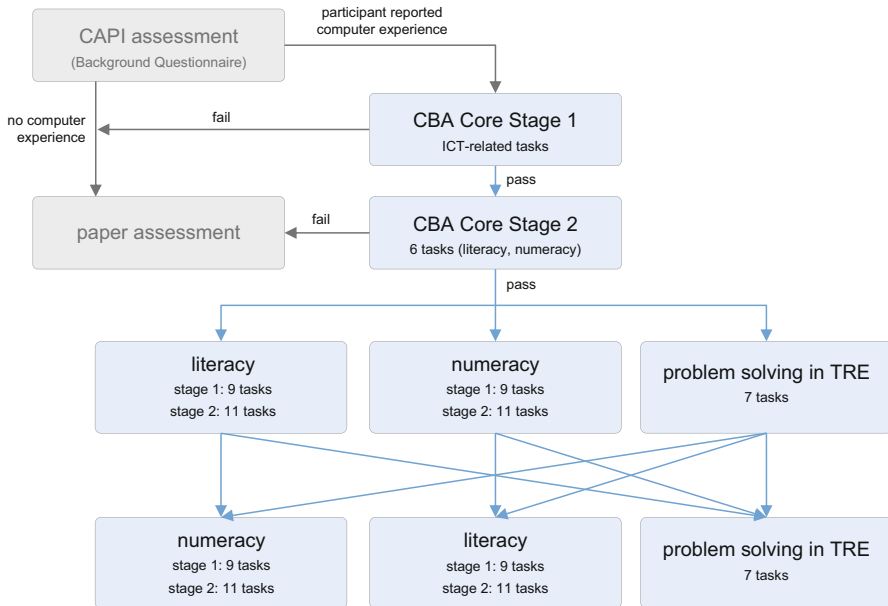 CAPI assessment
(Background Questionnaire)
participant reported
computer experience
no computer
experience
fail
CBA Core Stage 1
ICT-related tasks
pass
paper assessment
fail
CBA Core Stage 2
6 tasks (literacy, numeracy)
pass
literacy
stage 1: 9 tasks
stage 2: 11 tasks
numeracy
stage 1: 9 tasks
stage 2: 11 tasks
problem solving in TRE
7 tasks
numeracy
stage 1: 9 tasks
stage 2: 11 tasks
literacy
stage 1: 9 tasks
stage 2: 11 tasks
problem solving in TRE
7 tasks